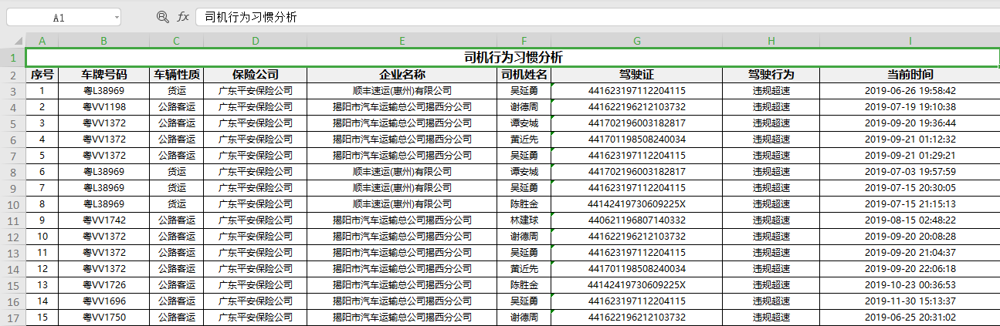 A1 fx 司机行为习惯分析
A B C D E F G H I
1 司机行为习惯分析
2 序号 车牌号码 车辆性质 保险公司 企业名称 司机姓名 驾驶证 驾驶行为 当前时间
3 1 粤L38969 货运 广东平安保险公司 顺丰速运(惠州)有限公司 吴延勇 441623197112204115 违规超速 2019-06-26 19:58:42
4 2 粤VV1198 公路客运 广东平安保险公司 揭阳市汽车运输总公司揭西分公司 谢德周 441622196212103732 违规超速 2019-07-19 19:10:38
5 3 粤VV1372 公路客运 广东平安保险公司 揭阳市汽车运输总公司揭西分公司 谭安城 441702196003182817 违规超速 2019-09-20 19:36:44
6 4 粤VV1372 公路客运 广东平安保险公司 揭阳市汽车运输总公司揭西分公司 黄近先 441701198508240034 违规超速 2019-09-21 01:12:32
7 5 粤VV1372 公路客运 广东平安保险公司 揭阳市汽车运输总公司揭西分公司 吴延勇 441623197112204115 违规超速 2019-09-21 01:29:21
8 6 粤L38969 货运 广东平安保险公司 顺丰速运(惠州)有限公司 谭安城 441702196003182817 违规超速 2019-07-03 19:57:59
9 7 粤L38969 货运 广东平安保险公司 顺丰速运(惠州)有限公司 吴延勇 441623197112204115 违规超速 2019-07-15 20:30:05
10 8 粤L38969 货运 广东平安保险公司 顺丰速运(惠州)有限公司 陈胜金 44142419730609225X 违规超速 2019-07-15 21:15:13
11 9 粤VV1742 公路客运 广东平安保险公司 揭阳市汽车运输总公司揭西分公司 林建球 440621196807140332 违规超速 2019-08-15 02:48:22
12 10 粤VV1372 公路客运 广东平安保险公司 揭阳市汽车运输总公司揭西分公司 谢德周 441622196212103732 违规超速 2019-09-20 20:08:28
13 11 粤VV1372 公路客运 广东平安保险公司 揭阳市汽车运输总公司揭西分公司 吴延勇 441623197112204115 违规超速 2019-09-20 21:04:37
14 12 粤VV1372 公路客运 广东平安保险公司 揭阳市汽车运输总公司揭西分公司 黄近先 441701198508240034 违规超速 2019-09-20 22:06:18
15 13 粤VV1726 公路客运 广东平安保险公司 揭阳市汽车运输总公司揭西分公司 陈胜金 44142419730609225X 违规超速 2019-10-23 00:36:53
16 14 粤VV1696 公路客运 广东平安保险公司 揭阳市汽车运输总公司揭西分公司 吴延勇 441623197112204115 违规超速 2019-11-30 15:13:37
17 15 粤VV1750 公路客运 广东平安保险公司 揭阳市汽车运输总公司揭西分公司 谢德周 441622196212103732 违规超速 2019-06-25 20:31:02